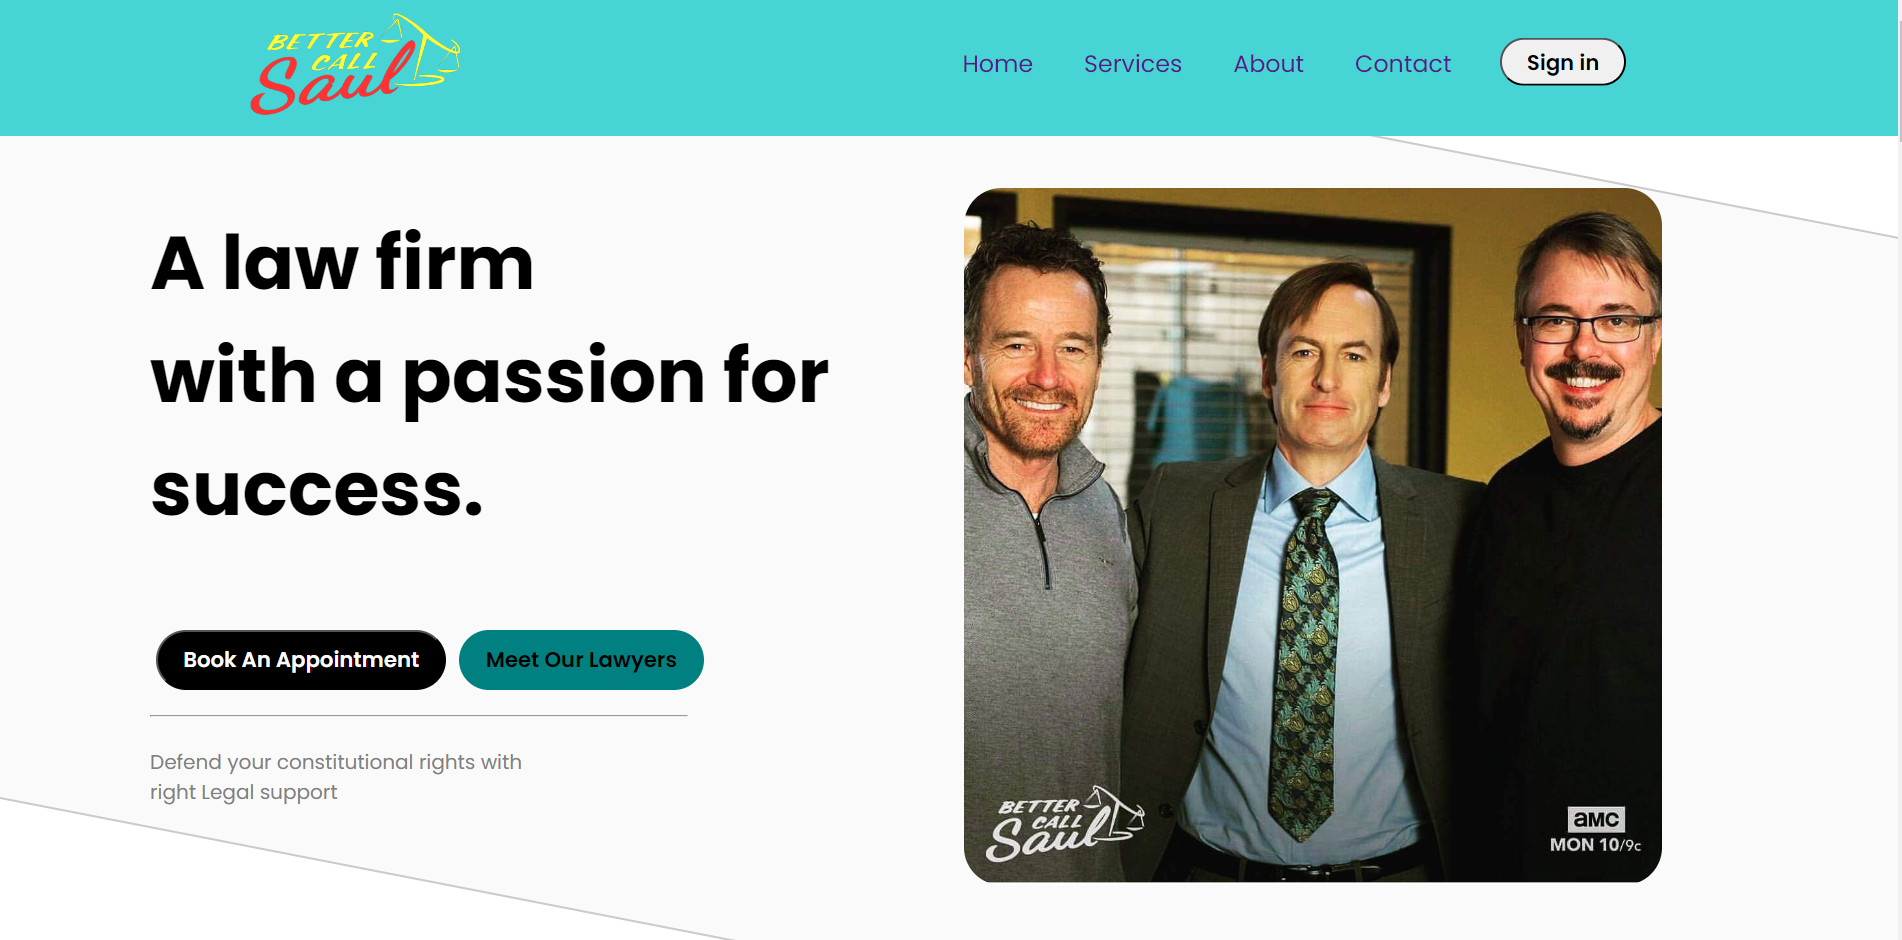 BETTER
CALL
Saul
Home Services About Contact Sign in
A law firm
with a passion for
success.
Book An Appointment Meet Our Lawyers
Defend your constitutional rights with
right Legal support
BETTER
CALL
Saul
aMC
MON 10/9c